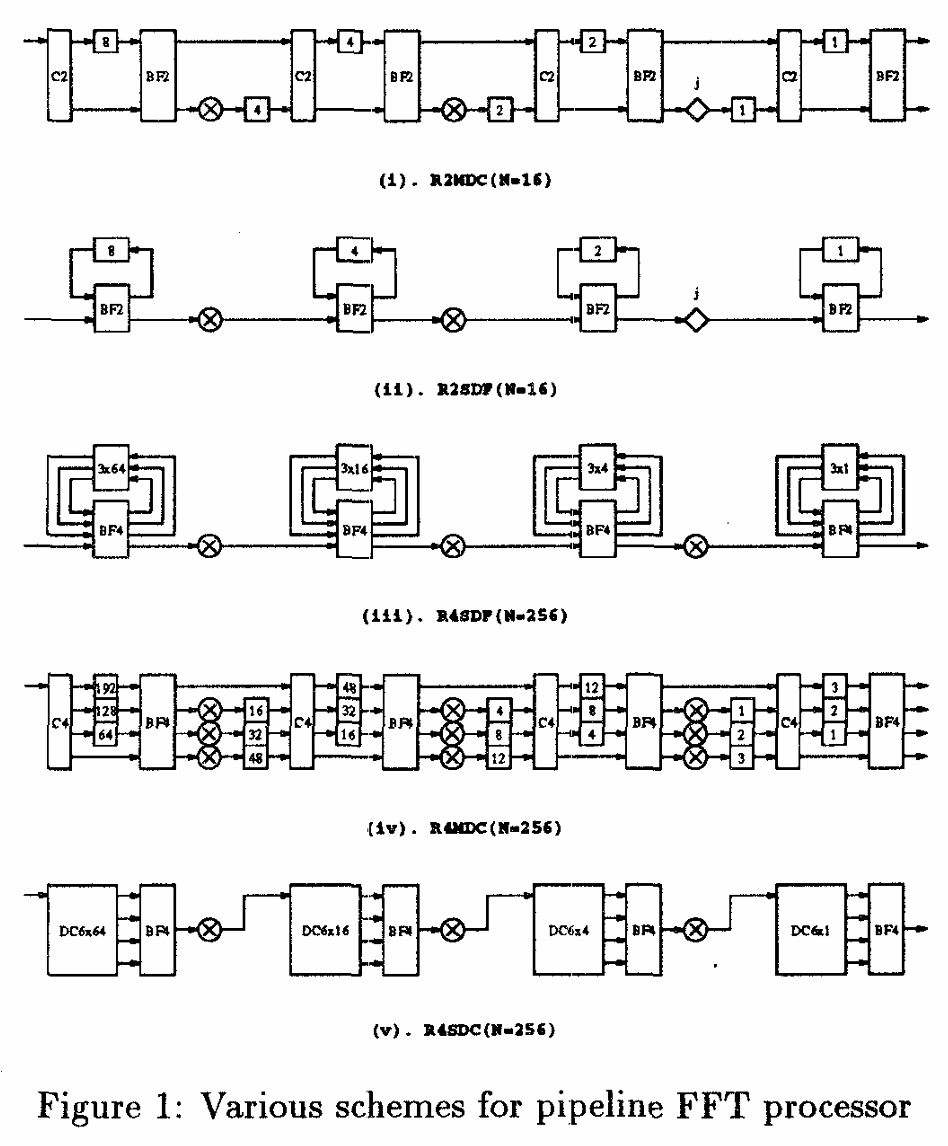 8 4 2 1
C2 BF2 C2 BF2 C2 BF2 j C2 BF2
4 2 1
(i). R2MDC(N=16)
8 4 2 1
BF2 BF2 BF2 j BF2
(ii). R2SDF(N=16)
3x64 3x16 3x4 3x1
BF4 BF4 BF4 BF4
(iii). R4SDF(N=256)
192 48 12 3
128 16 32 4 8 1 2
C4 64 BF4 32 C4 16 BF4 8 C4 4 BF4 2 C4 1 BF4
48 12 3
(iv). R4MDC(N=256)
DC6x64 BF4 DC6x16 BF4 DC6x4 BF4 DC6x1 BF4
(v). R4SDC(N=256)
Figure 1: Various schemes for pipeline FFT processor